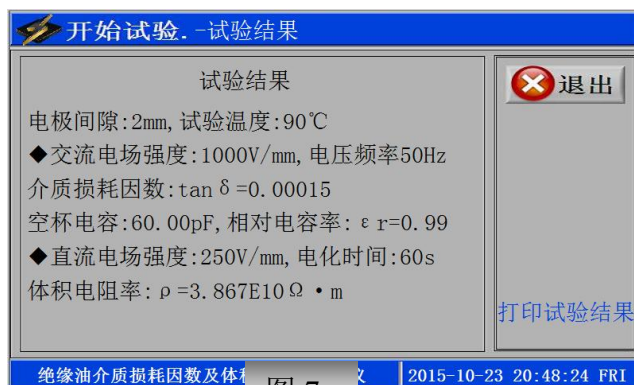 开始试验.-试验结果
试验结果
退出
电极间隙:2mm,试验温度:90℃
◆交流电场强度:1000V/mm,电压频率50Hz
介质损耗因数:tanδ=0.00015
空杯电容:60.00pF,相对电容率:εr=0.99
◆直流电场强度:250V/mm,电化时间:60s
体积电阻率:ρ=3.867E10Ω•m
打印试验结果
绝缘油介质损耗因数及体
2015-10-23 20:48:24 FRI